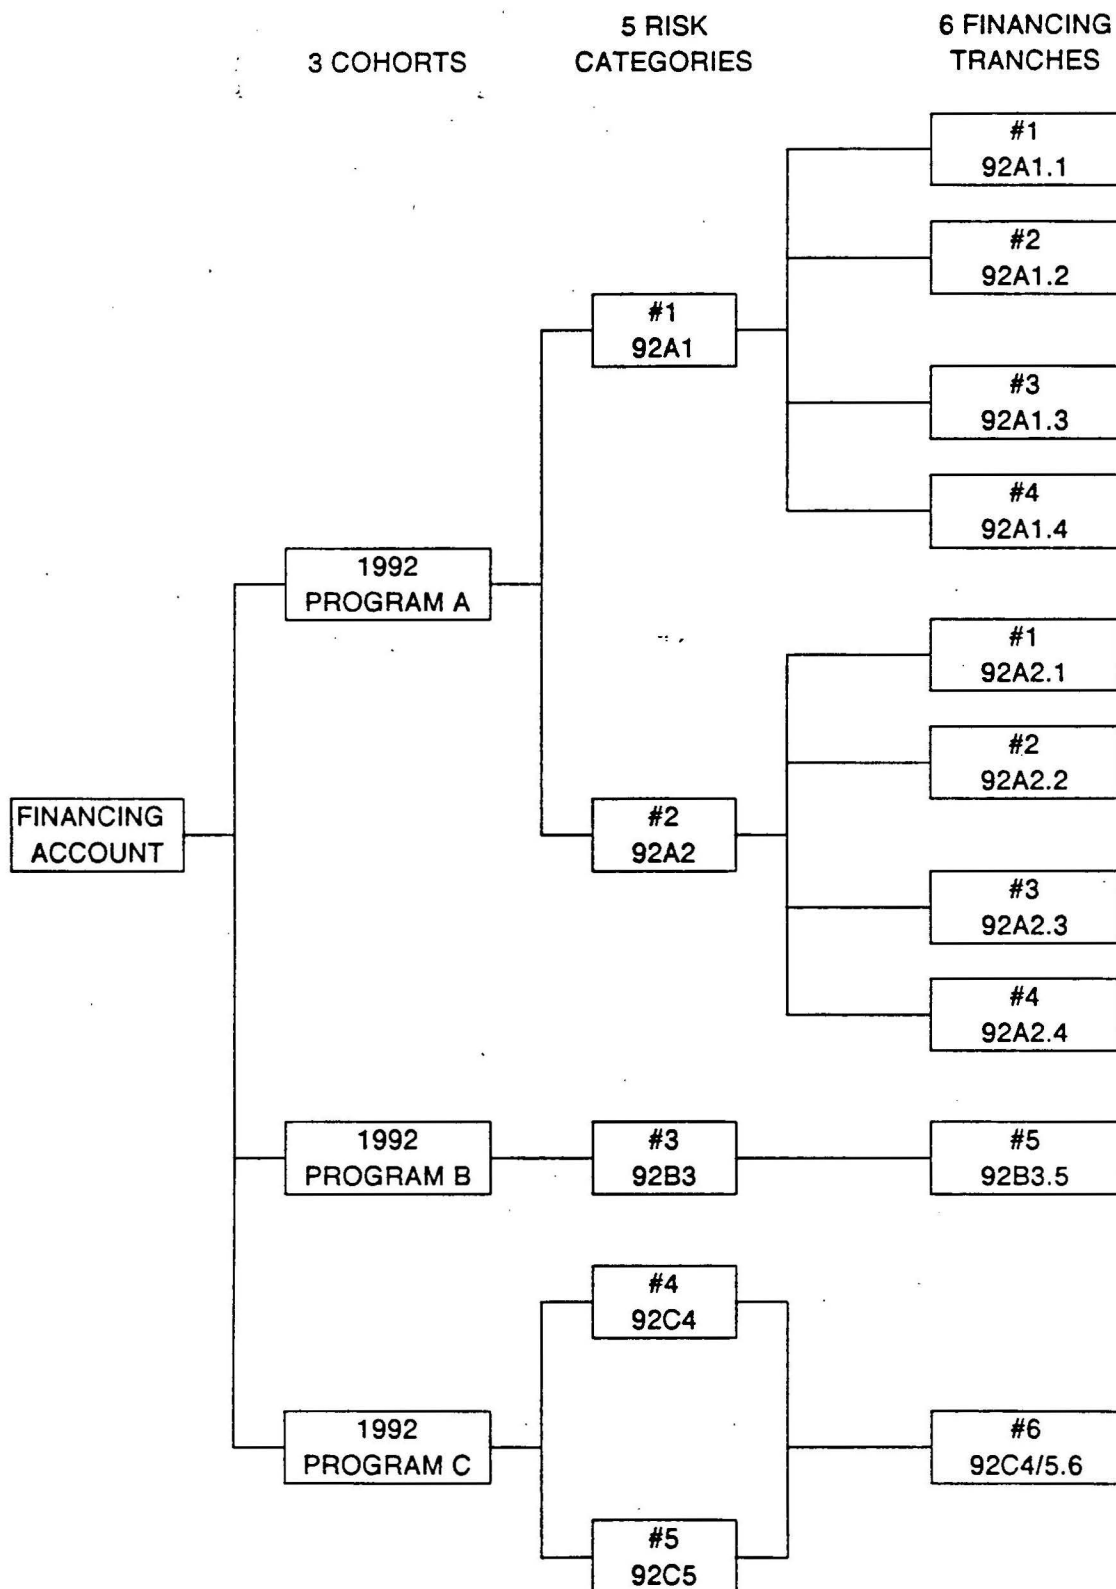 3 COHORTS
5 RISK
CATEGORIES
6 FINANCING
TRANCHES
#1
92A1.1
#2
92A1.2
#1
92A1
#3
92A1.3
#4
92A1.4
1992
PROGRAM A
#1
92A2.1
#2
92A2.2
FINANCING
ACCOUNT
#2
92A2
#3
92A2.3
#4
92A2.4
1992
PROGRAM B
#3
92B3
#5
92B3.5
#4
92C4
1992
PROGRAM C
#6
92C4/5.6
#5
92C5